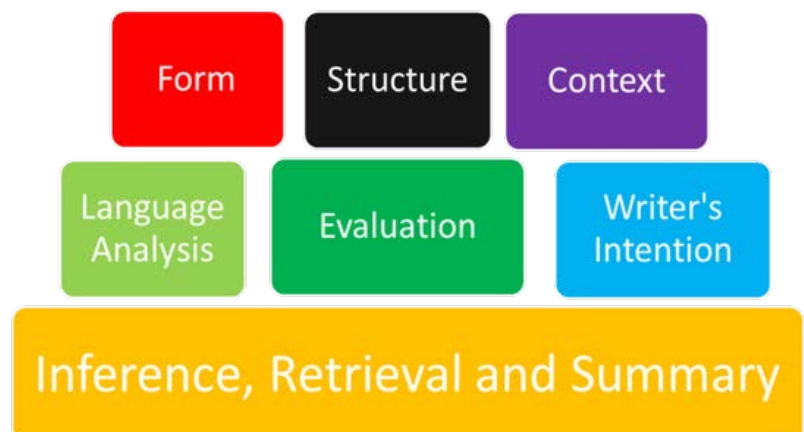 Form
Structure
Context
Language
Analysis
Evaluation
Writer's
Intention
Inference, Retrieval and Summary